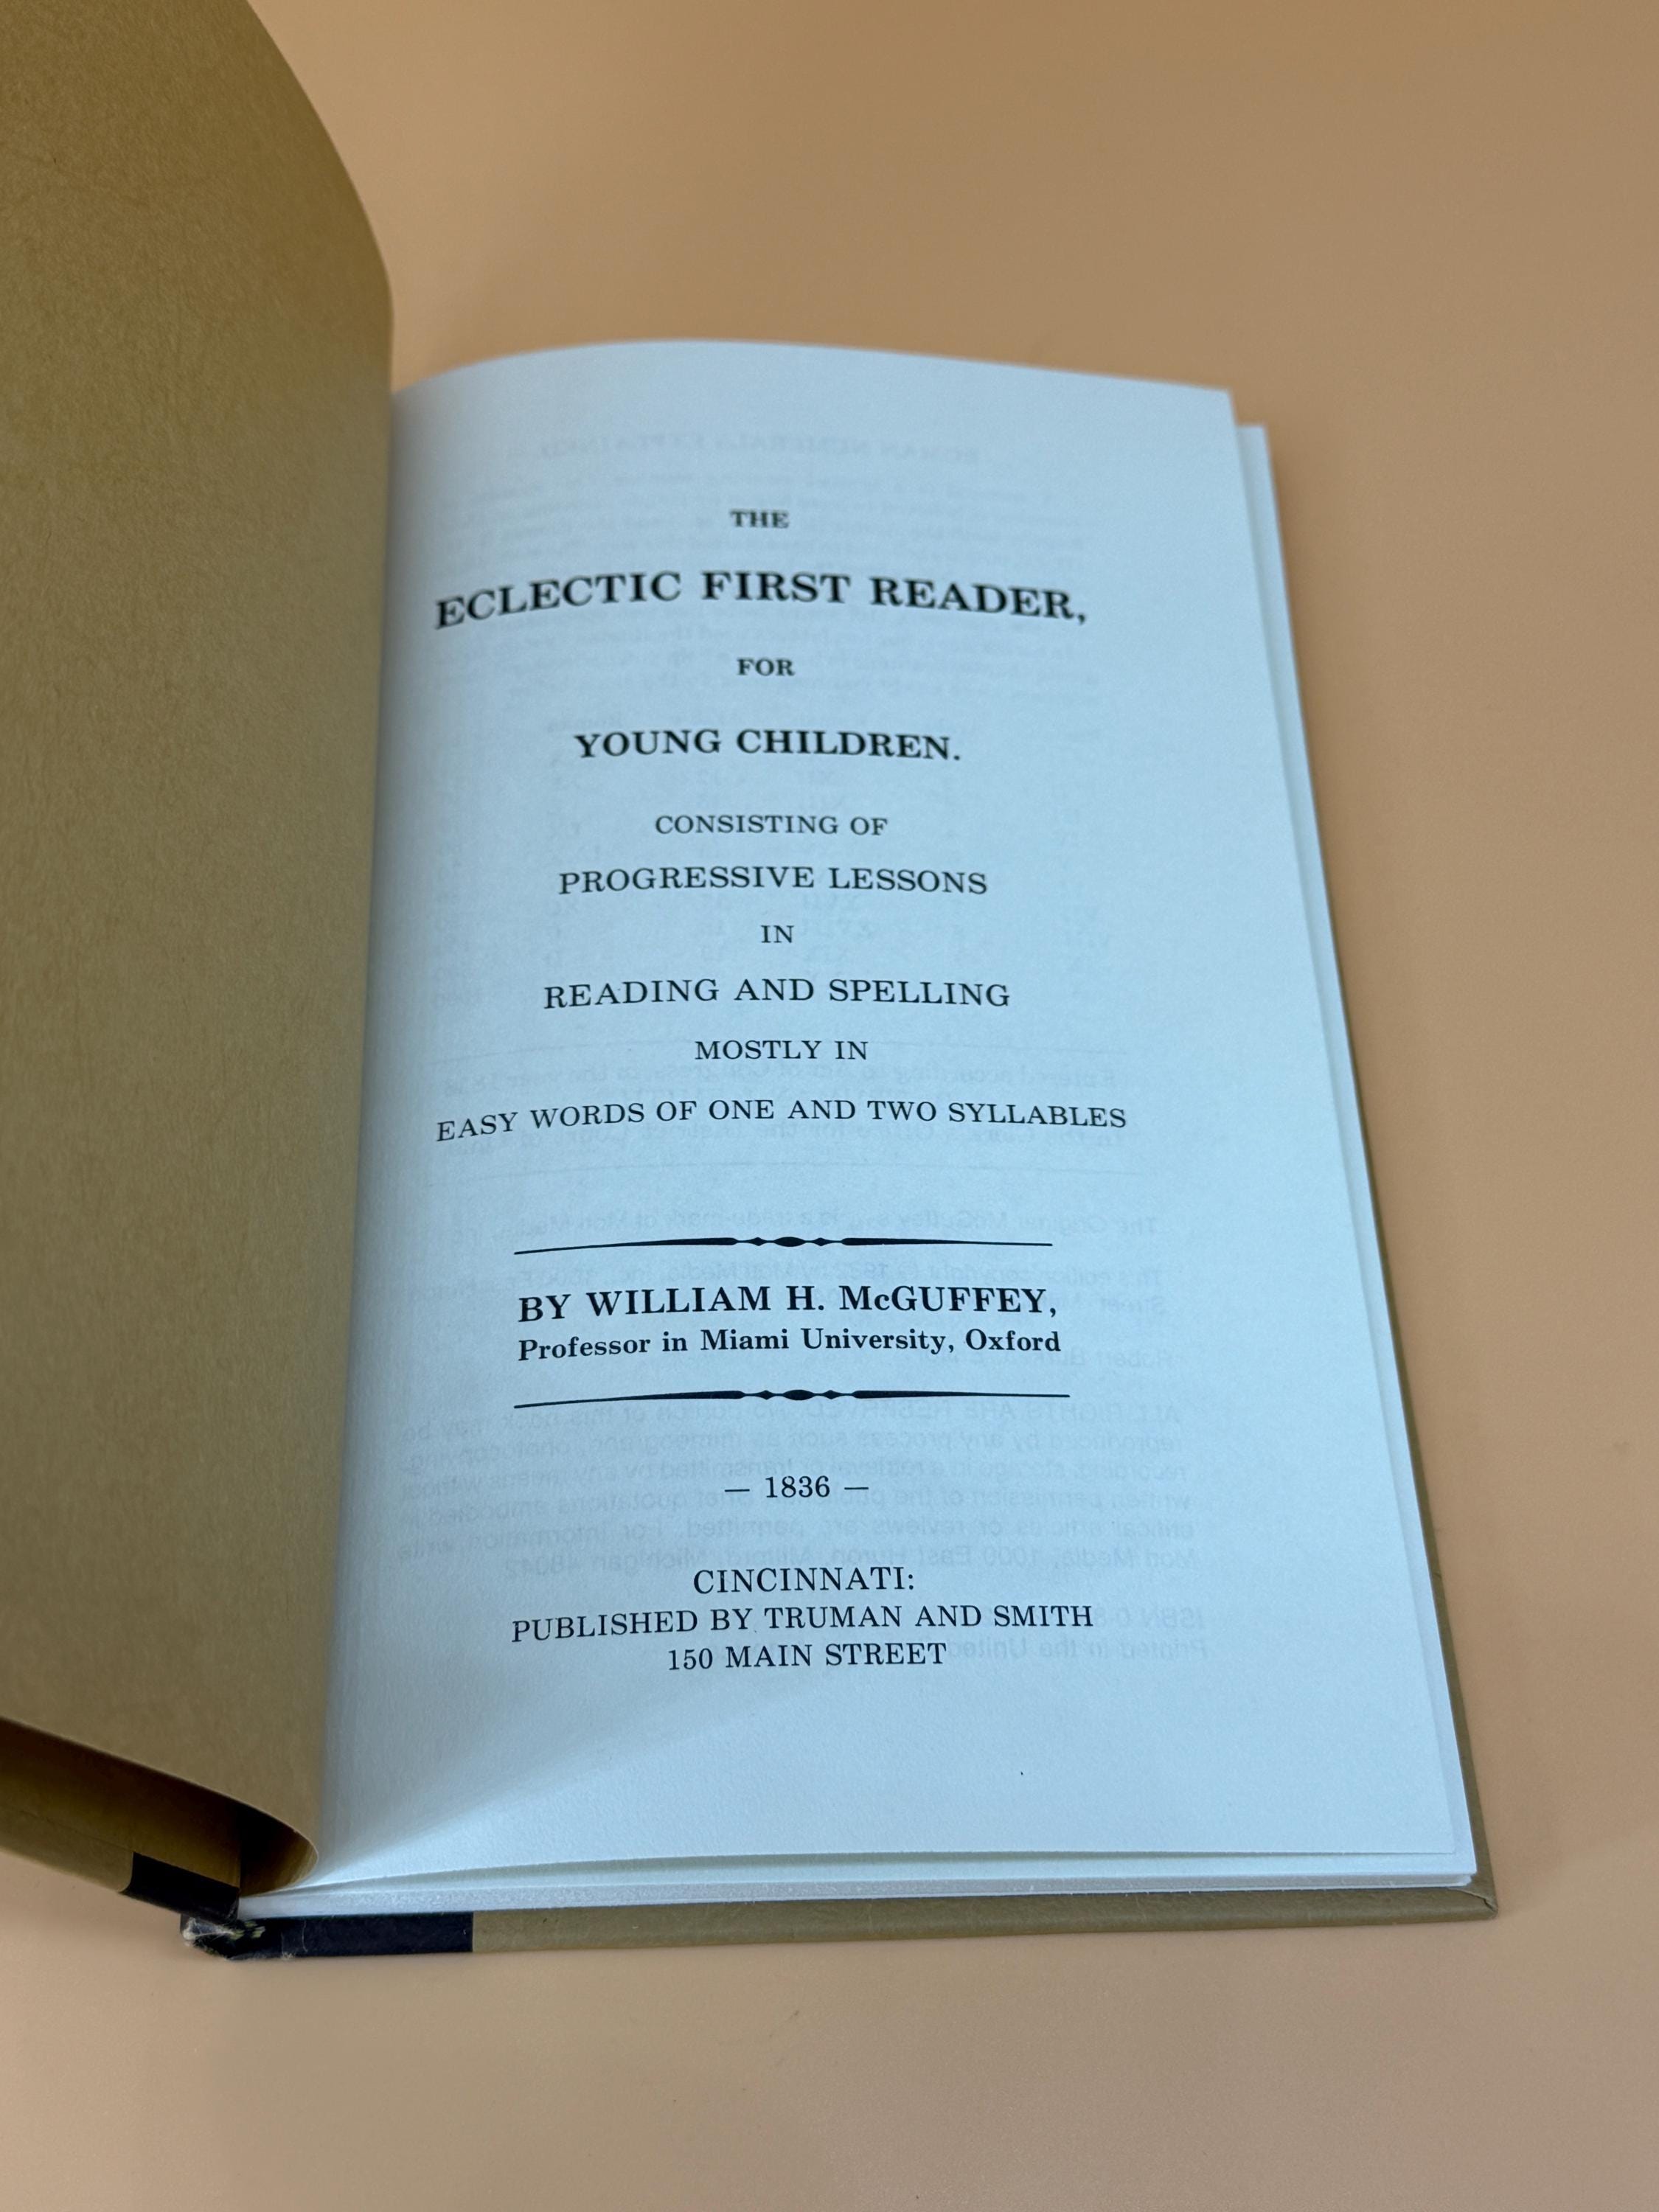 THE
ECLECTIC FIRST READER,
FOR
YOUNG CHILDREN.
CONSISTING OF
PROGRESSIVE LESSONS
IN
READING AND SPELLING
MOSTLY IN
EASY WORDS OF ONE AND TWO SYLLABLES
BY WILLIAM H. McGUFFEY,
Professor in Miami University, Oxford
— 1836 —
CINCINNATI:
PUBLISHED BY TRUMAN AND SMITH
150 MAIN STREET